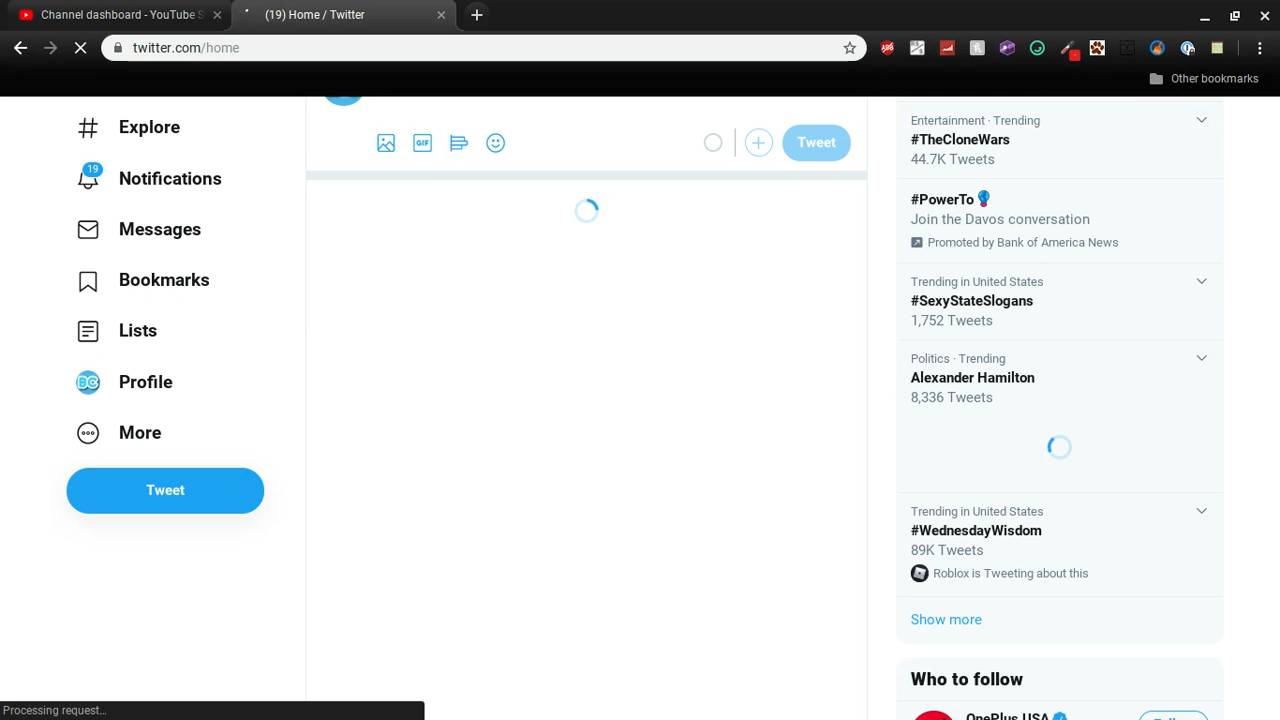 Channel dashboard - YouTube S
(19) Home / Twitter
twitter.com/home
Other bookmarks
Explore
19
Notifications
Messages
Bookmarks
Lists
BC
Profile
More
Tweet
GIF
Tweet
Entertainment · Trending
#TheCloneWars
44.7K Tweets
#PowerTo
Join the Davos conversation
Promoted by Bank of America News
Trending in United States
#SexyStateSlogans
1,752 Tweets
Politics · Trending
Alexander Hamilton
8,336 Tweets
Trending in United States
#WednesdayWisdom
89K Tweets
Roblox is Tweeting about this
Show more
Who to follow
OnePlus USA
Processing request…